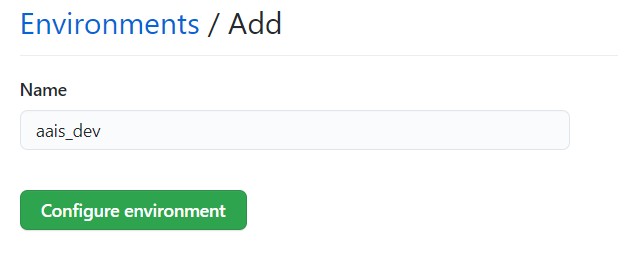 Environments / Add
Name
aais_dev
Configure environment